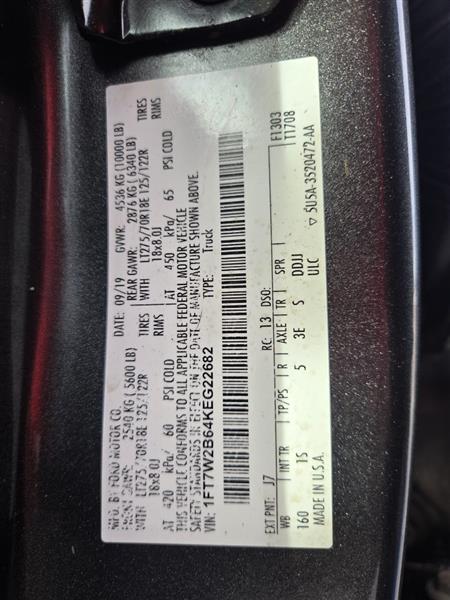 MFD. BY FORD MOTOR CO.
DATE: 09/19 GVWR: 4536 KG (10000 LB)
FRONT GAWR: 2540 KG (5600 LB) REAR GAWR: 2876 KG (6340 LB)
LT275/70R18E 125/122R TIRES WITH LT275/70R18E 125/122R TIRES
18x8.0J RIMS 18x8.0J RIMS
AT 420 kPa/ 60 PSI COLD AT 450 kPa/ 65 PSI COLD
THIS VEHICLE CONFORMS TO ALL APPLICABLE FEDERAL MOTOR VEHICLE
SAFETY STANDARDS IN EFFECT ON THE DATE OF MANUFACTURE SHOWN ABOVE.
VIN: 1FT7W2B64KEG22682 TYPE: Truck
F1303
T1708
EXT PNT: J7 RC: 13 DSO:
WB INT TR TP/PS R AXLE TR SPR
160 1S 5 3E S DDJJ
ULC
MADE IN U.S.A. ▽ 5U5A-3520472-AA